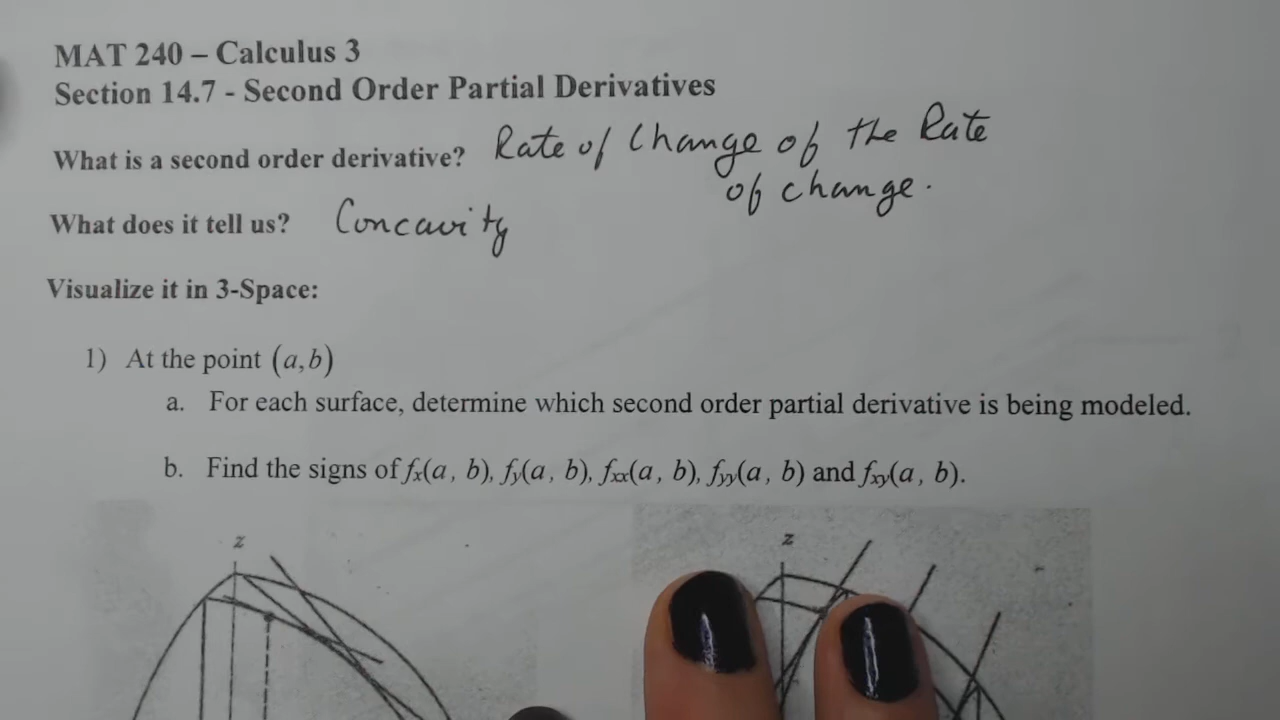 MAT 240 – Calculus 3
Section 14.7 - Second Order Partial Derivatives
What is a second order derivative? Rate of Change of the Rate
of change.
What does it tell us? Concavity
Visualize it in 3-Space:
1) At the point (a,b)
a. For each surface, determine which second order partial derivative is being modeled.
b. Find the signs of fx(a, b), fy(a, b), fxx(a, b), fyy(a, b) and fxy(a, b).
z z